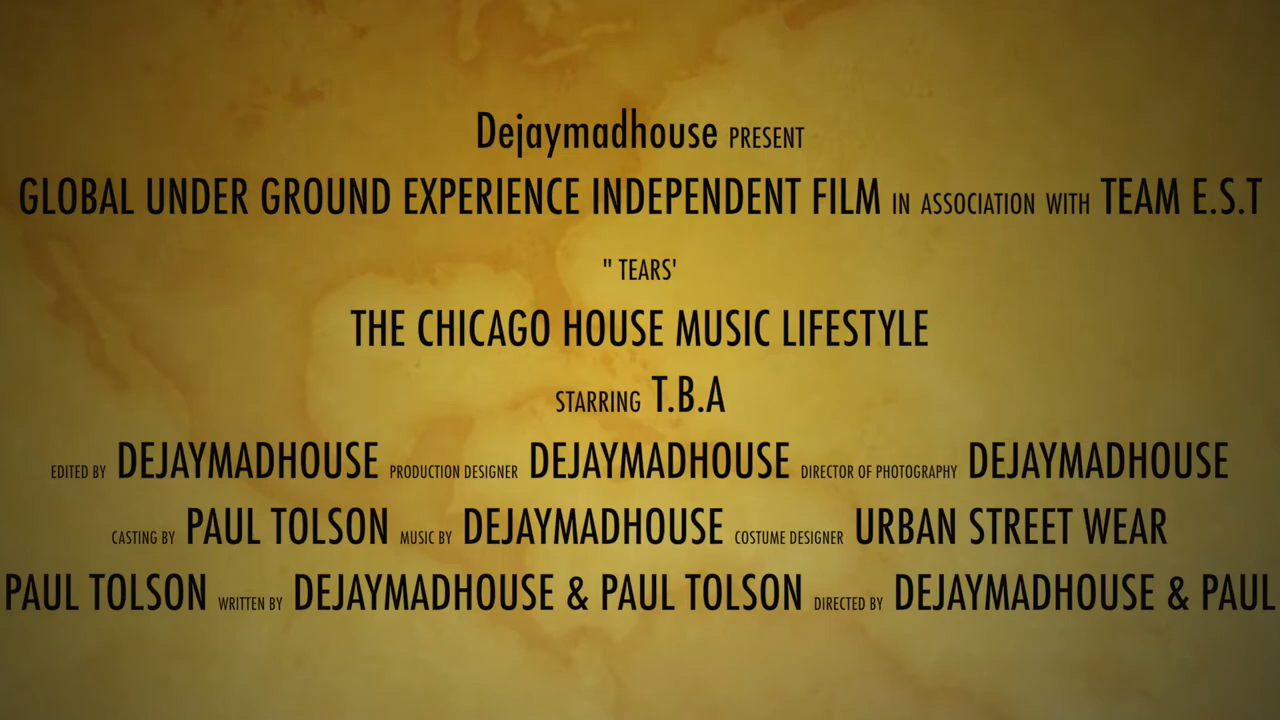 Dejaymadhouse PRESENT
GLOBAL UNDER GROUND EXPERIENCE INDEPENDENT FILM IN ASSOCIATION WITH TEAM E.S.T
" TEARS'
THE CHICAGO HOUSE MUSIC LIFESTYLE
STARRING T.B.A
EDITED BY DEJAYMADHOUSE PRODUCTION DESIGNER DEJAYMADHOUSE DIRECTOR OF PHOTOGRAPHY DEJAYMADHOUSE
CASTING BY PAUL TOLSON MUSIC BY DEJAYMADHOUSE COSTUME DESIGNER URBAN STREET WEAR
PAUL TOLSON WRITTEN BY DEJAYMADHOUSE & PAUL TOLSON DIRECTED BY DEJAYMADHOUSE & PAUL